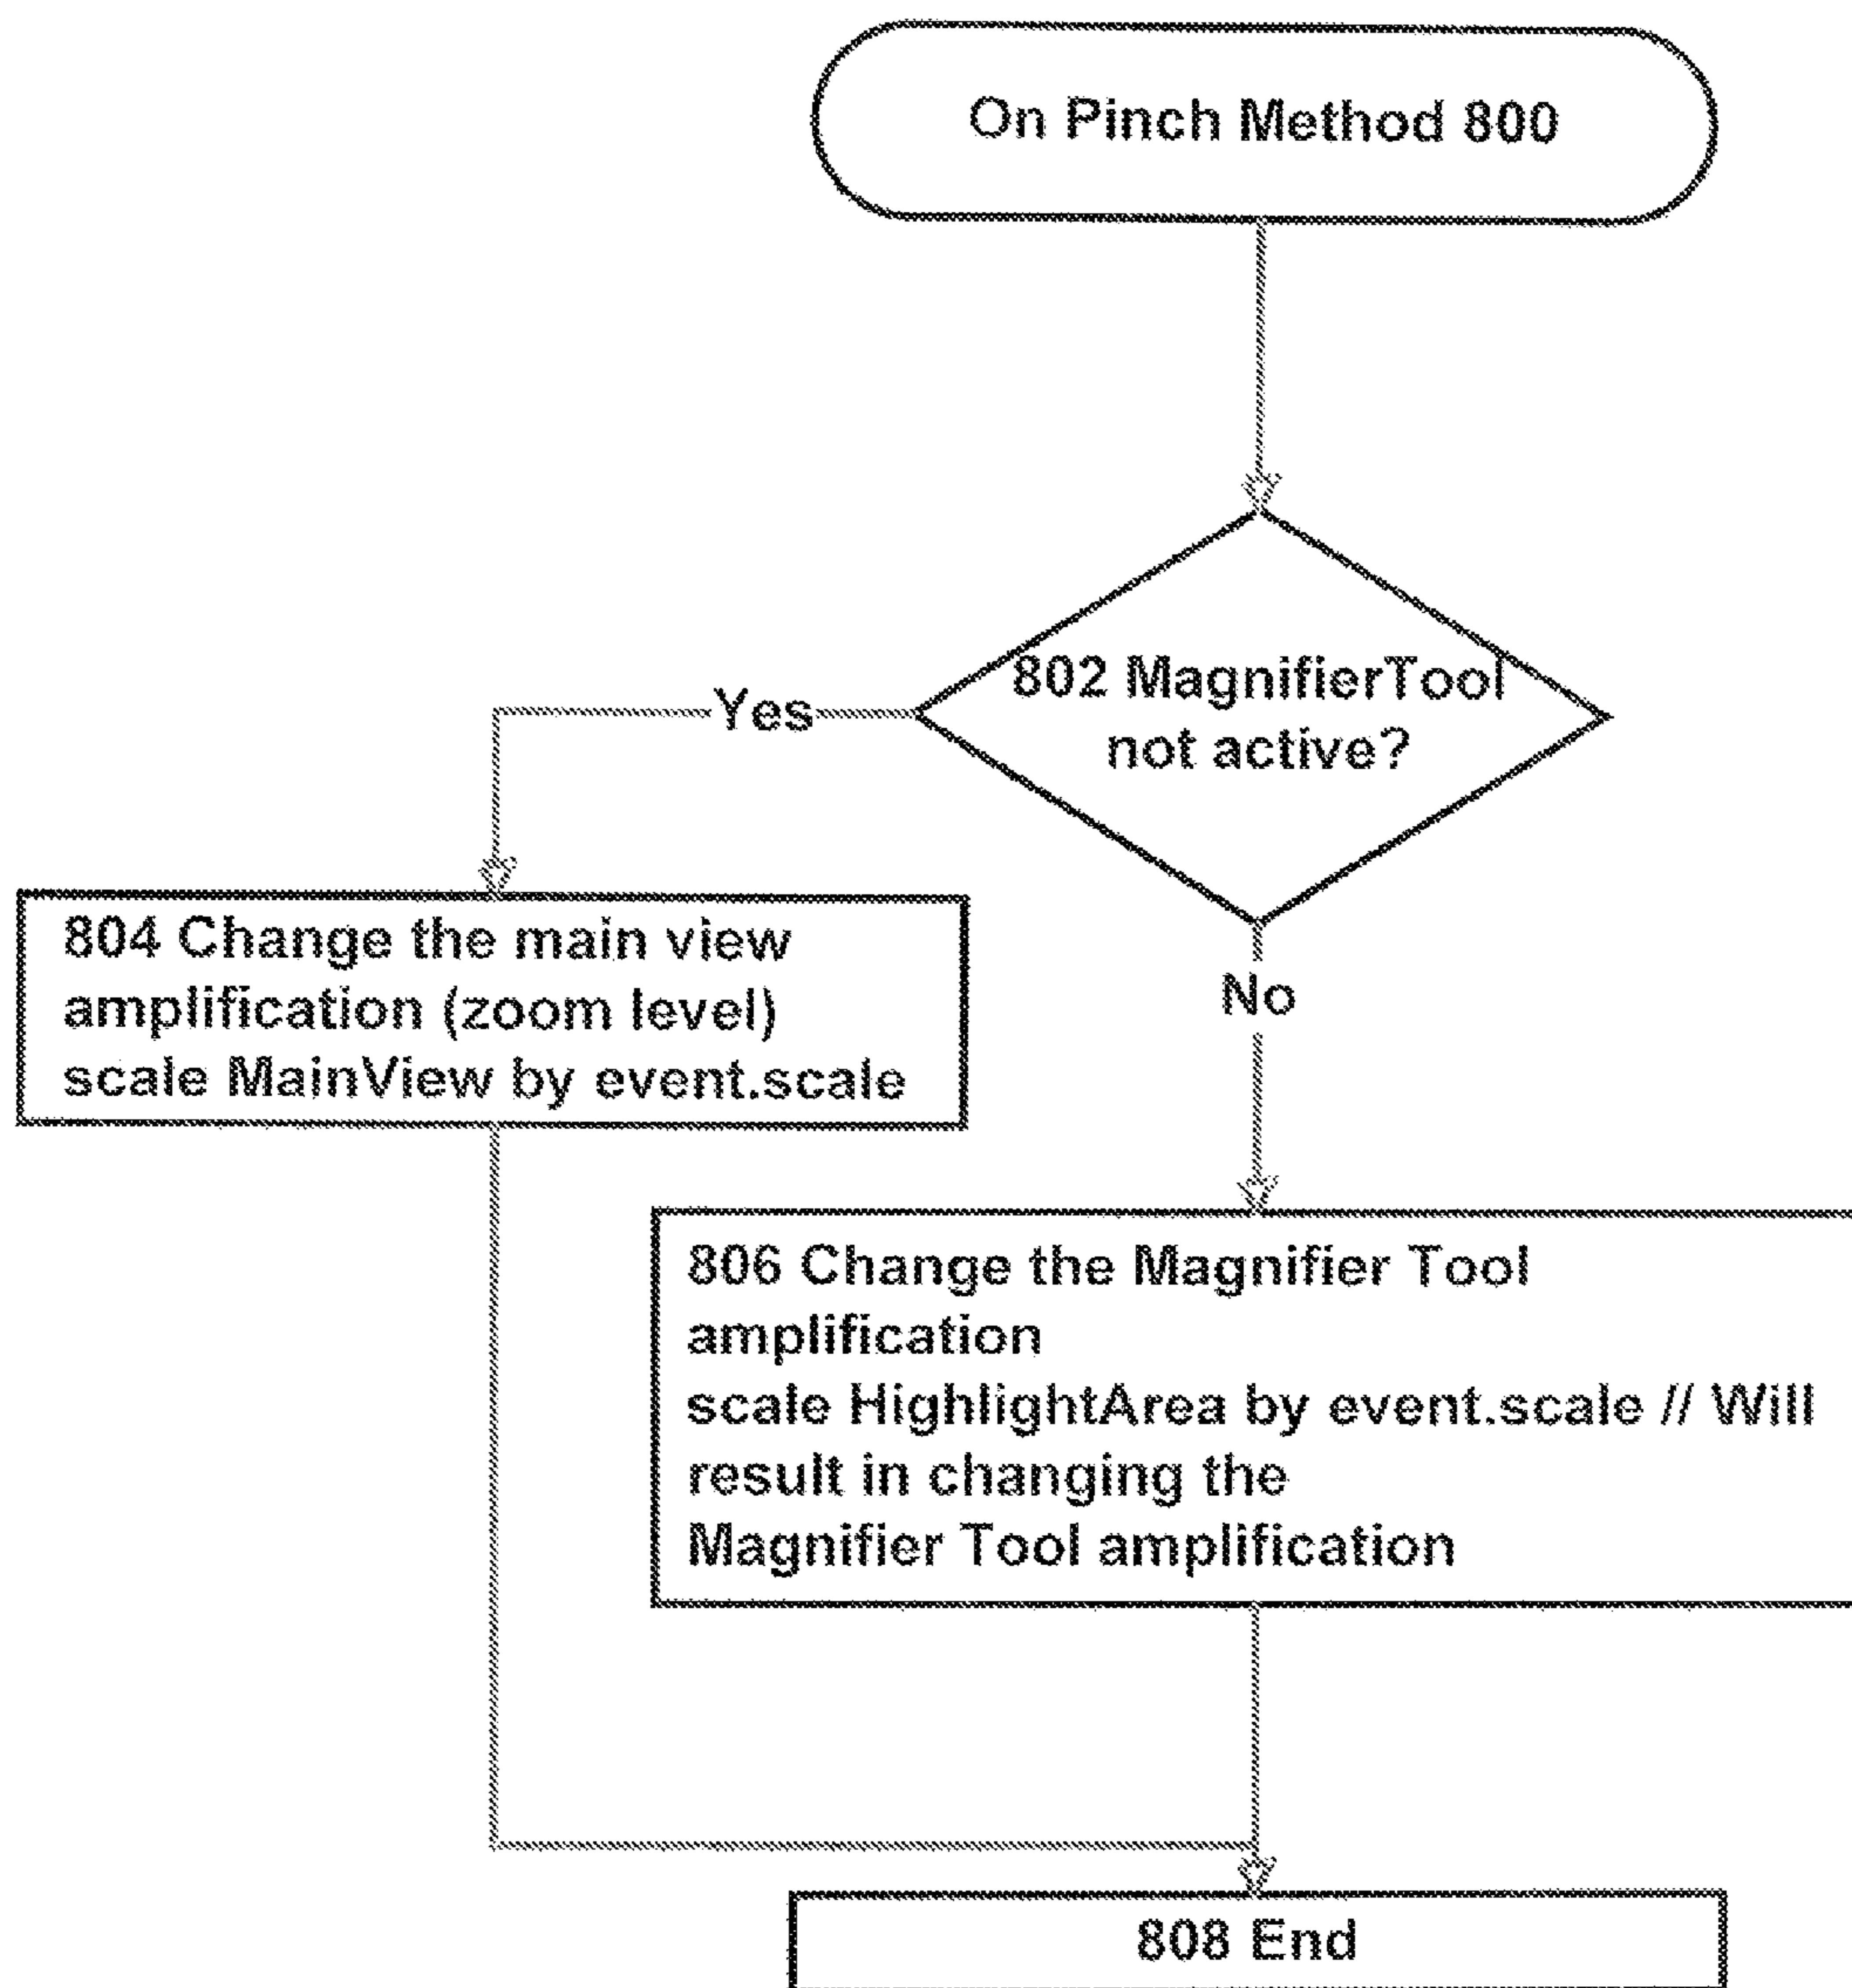 On Pinch Method 800
802 MagnifierTool
not active?
Yes
804 Change the main view
amplification (zoom level)
scale MainView by event.scale
No
806 Change the Magnifier Tool
amplification
scale HighlightArea by event.scale // Will
result in changing the
Magnifier Tool amplification
808 End